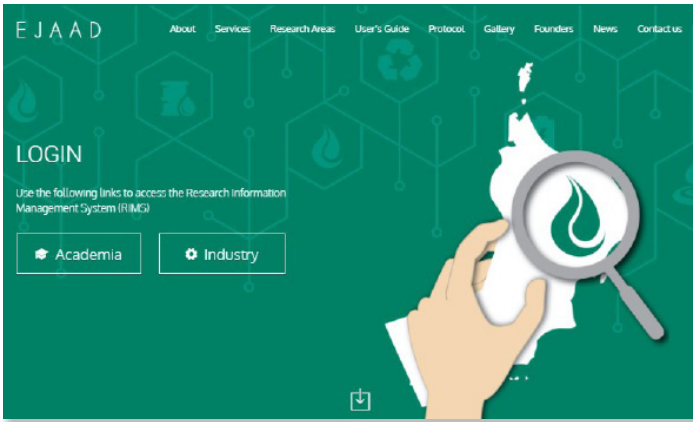 EJAAD
About Services Research Areas User's Guide Protocol Gallery Founders News Contact us
LOGIN
Use the following links to access the Research Information
Management System (RIMS)
Academia Industry